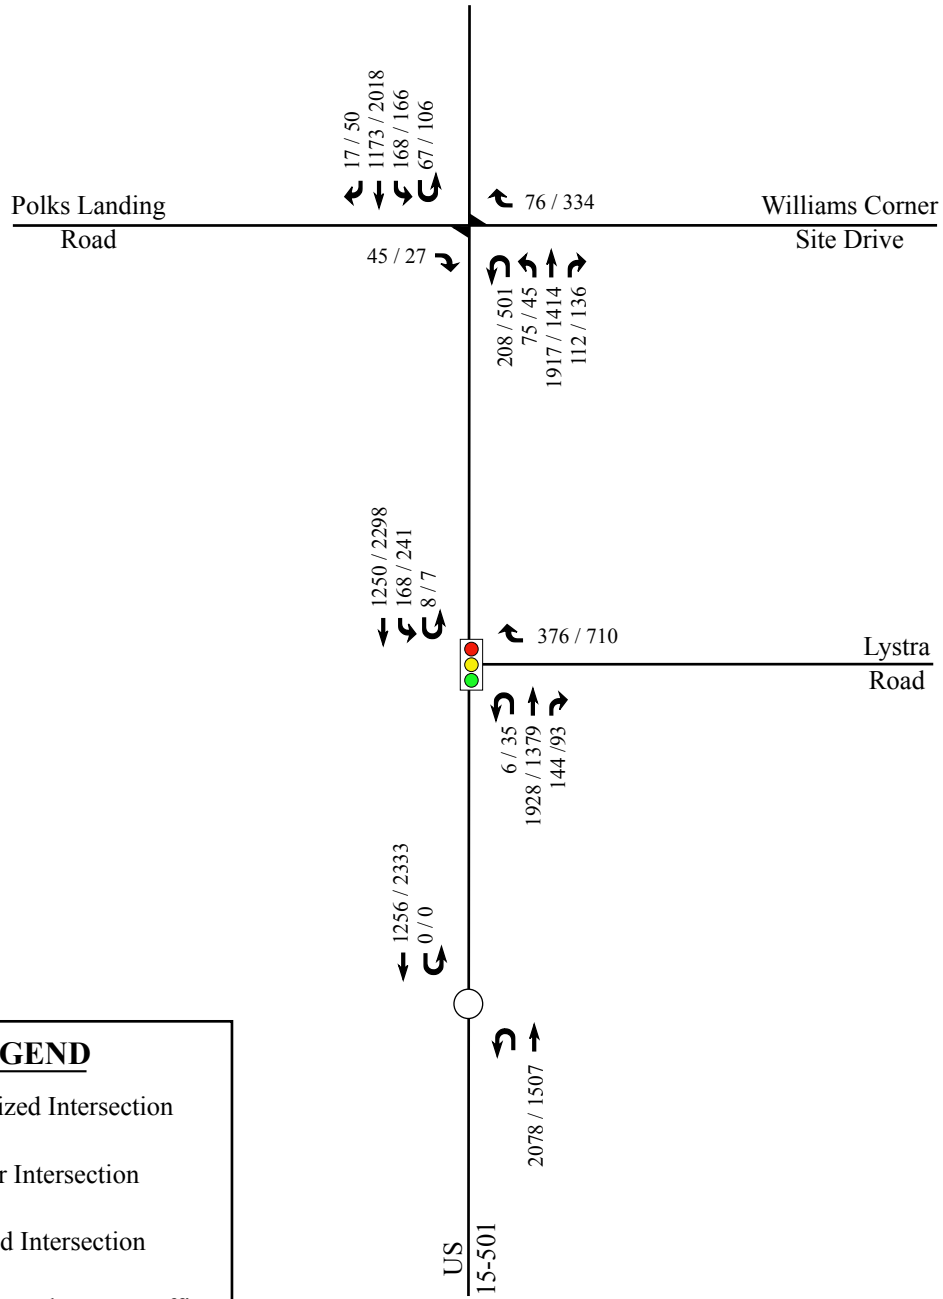 17 / 50
1173 / 2018
168 / 166
67 / 106
76 / 334
Polks Landing
Road
Williams Corner
Site Drive
45 / 27
208 / 501
75 / 45
1917 / 1414
112 / 136
1250 / 2298
168 / 241
8 / 7
376 / 710
Lystra
Road
6 / 35
1928 / 1379
144 /93
1256 / 2333
0 / 0
2078 / 1507
GEND
ized Intersection
r Intersection
d Intersection
US
15-501